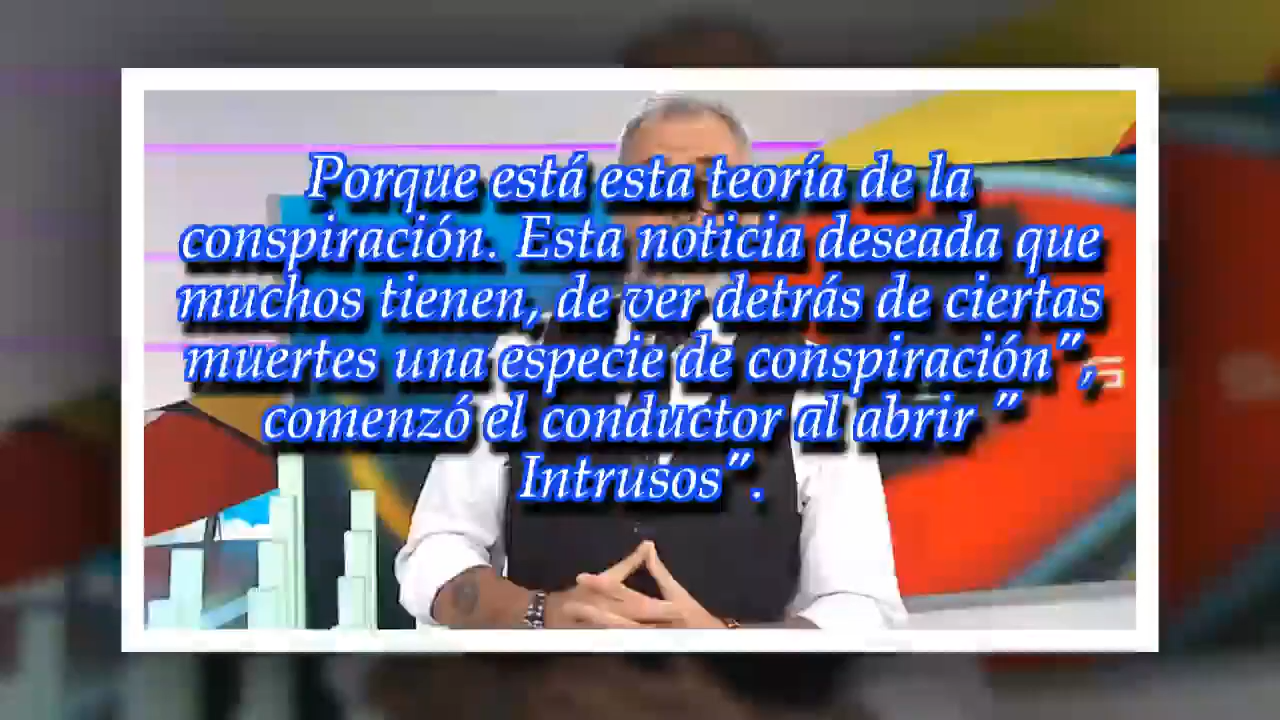 Porque está esta teoría de la
conspiración. Esta noticia deseada que
muchos tienen, de ver detrás de ciertas
muertes una especie de conspiración”,
comenzó el conductor al abrir ”
Intrusos”.